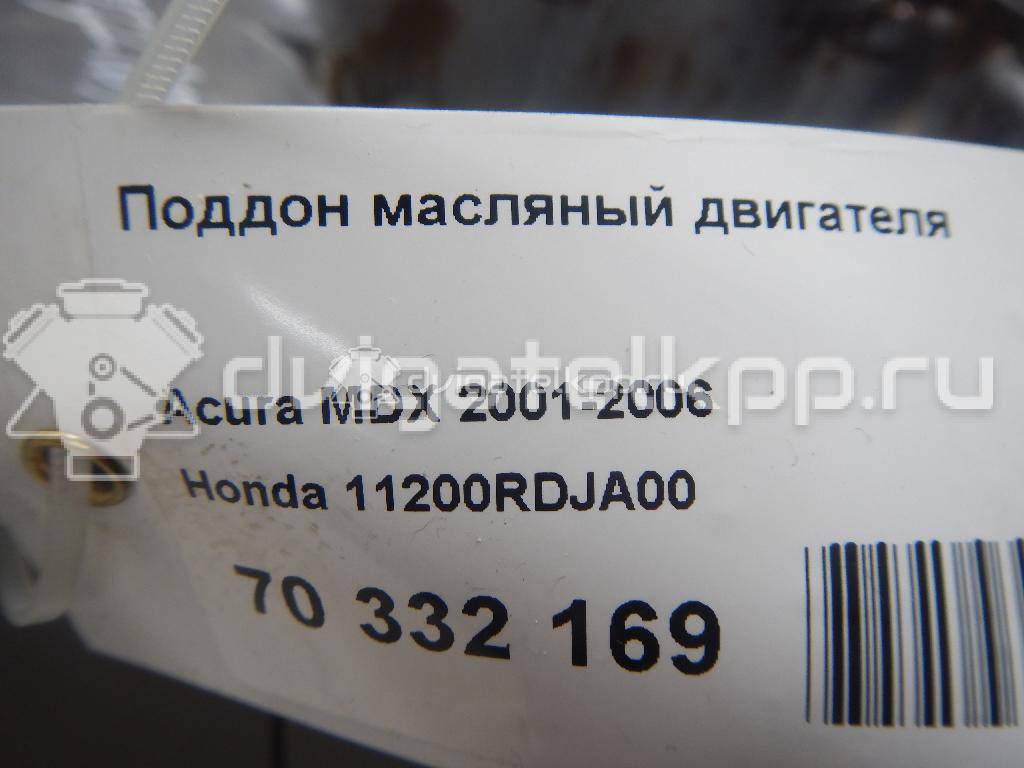 Поддон масляный двигателя
dvigatelkpp.ru
Acura MDX 2001-2006
Honda 11200RDJA00
70 332 169